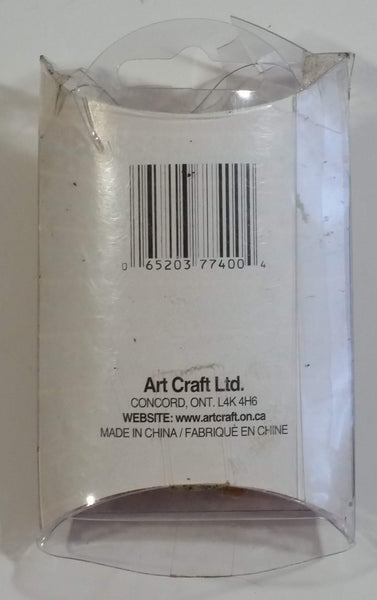 0 65203 77400 4
Art Craft Ltd.
CONCORD, ONT. L4K 4H6
WEBSITE: www.artcraft.on.ca
MADE IN CHINA / FABRIQUÉ EN CHINE